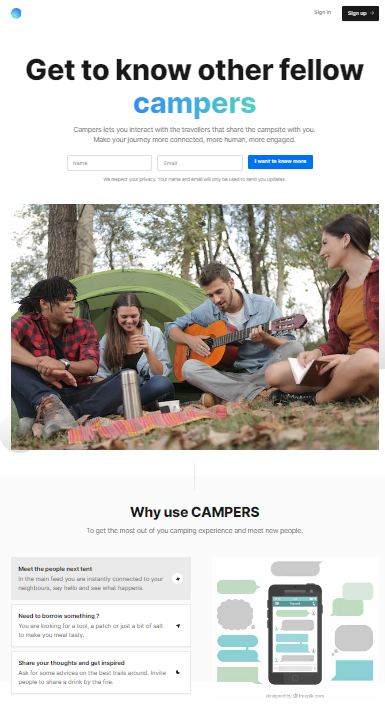 Sign in
Sign up →
Get to know other fellow
campers
Campers lets you interact with the travellers that share the campsite with you.
Make your journey more connected, more human, more engaged.
Name
Email
I want to know more
We respect your privacy. Your name and email will only be used to send you updates.
Why use CAMPERS
To get the most out of you camping experience and meet new people.
Meet the people next tent
In the main feed you are instantly connected to your
neighbours, say hello and see what happens.
Need to borrow something ?
You are looking for a tool, a patch or just a bit of salt
to make you meal tasty.
Share your thoughts and get inspired
Ask for some advices on the best trails around. Invite
people to share a drink by the fire.
designed by freepik.com